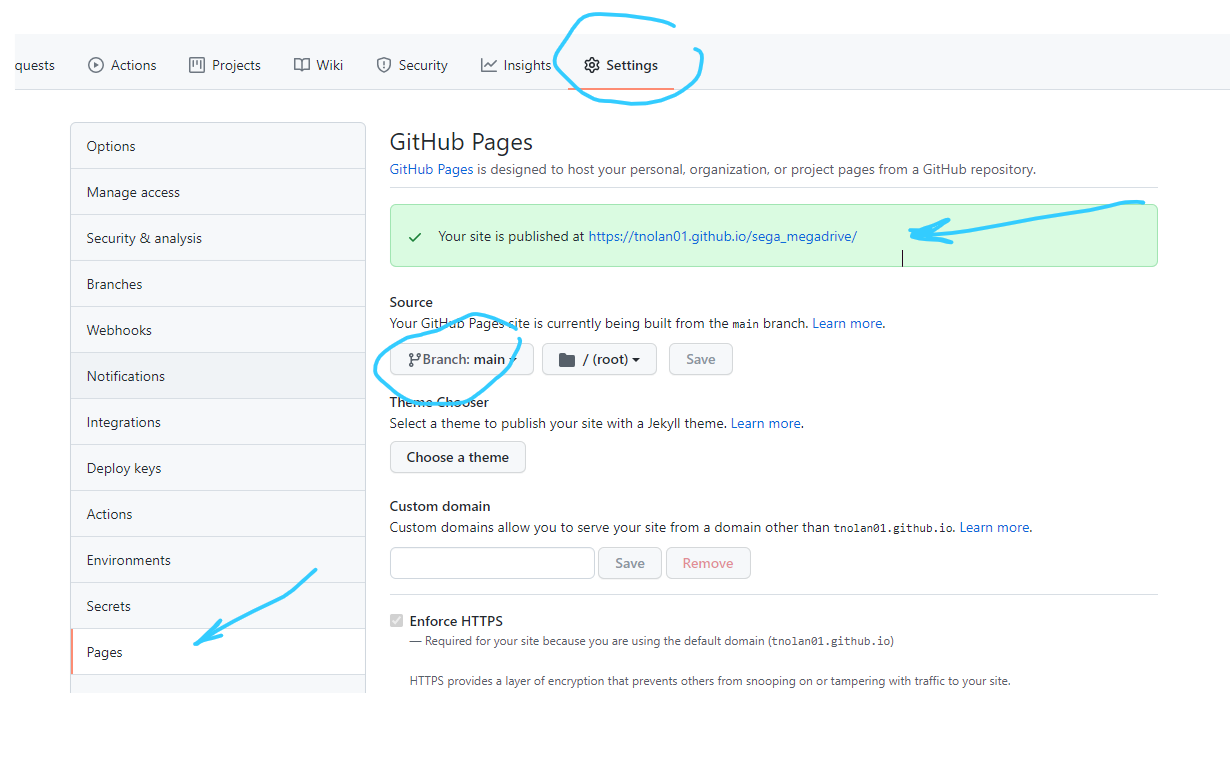 quests Actions Projects Wiki Security Insights Settings
Options
Manage access
Security & analysis
Branches
Webhooks
Notifications
Integrations
Deploy keys
Actions
Environments
Secrets
Pages
GitHub Pages
GitHub Pages is designed to host your personal, organization, or project pages from a GitHub repository.
Your site is published at https://tnolan01.github.io/sega_megadrive/
Source
Your GitHub Pages site is currently being built from the main branch. Learn more.
Branch: main / (root) Save
Theme Chooser
Select a theme to publish your site with a Jekyll theme. Learn more.
Choose a theme
Custom domain
Custom domains allow you to serve your site from a domain other than tnolan01.github.io. Learn more.
Save Remove
Enforce HTTPS
— Required for your site because you are using the default domain (tnolan01.github.io)
HTTPS provides a layer of encryption that prevents others from snooping on or tampering with traffic to your site.